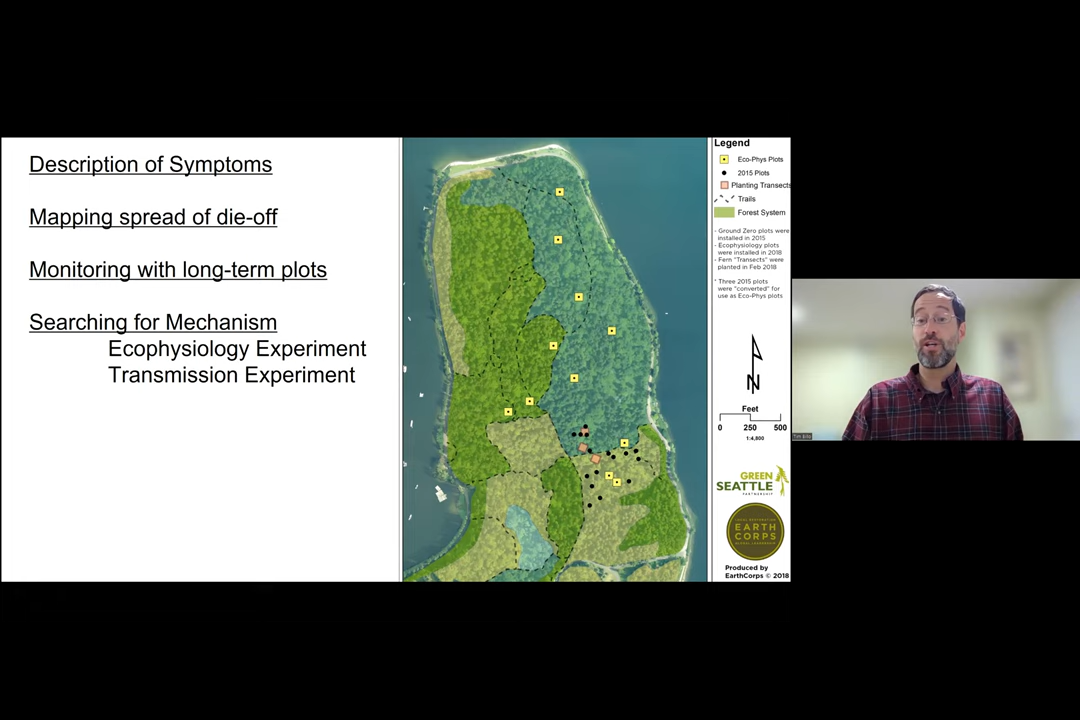 Description of Symptoms
Mapping spread of die-off
Monitoring with long-term plots
Searching for Mechanism
Ecophysiology Experiment
Transmission Experiment
Legend
Eco-Phys Plots
2015 Plots
Planting Transects
Trails
Forest System
- Ground Zero plots were
installed in 2015
- Ecophysiology plots
were installed in 2018
- Fern "Transects" were
planted in Feb 2018
* Three 2015 plots
were "converted" for
use as Eco-Phys plots
N
Feet
0 250 500
1:4,800
GREEN
SEATTLE
PARTNERSHIP
EARTH
CORPS
Produced by
EarthCorps © 2018